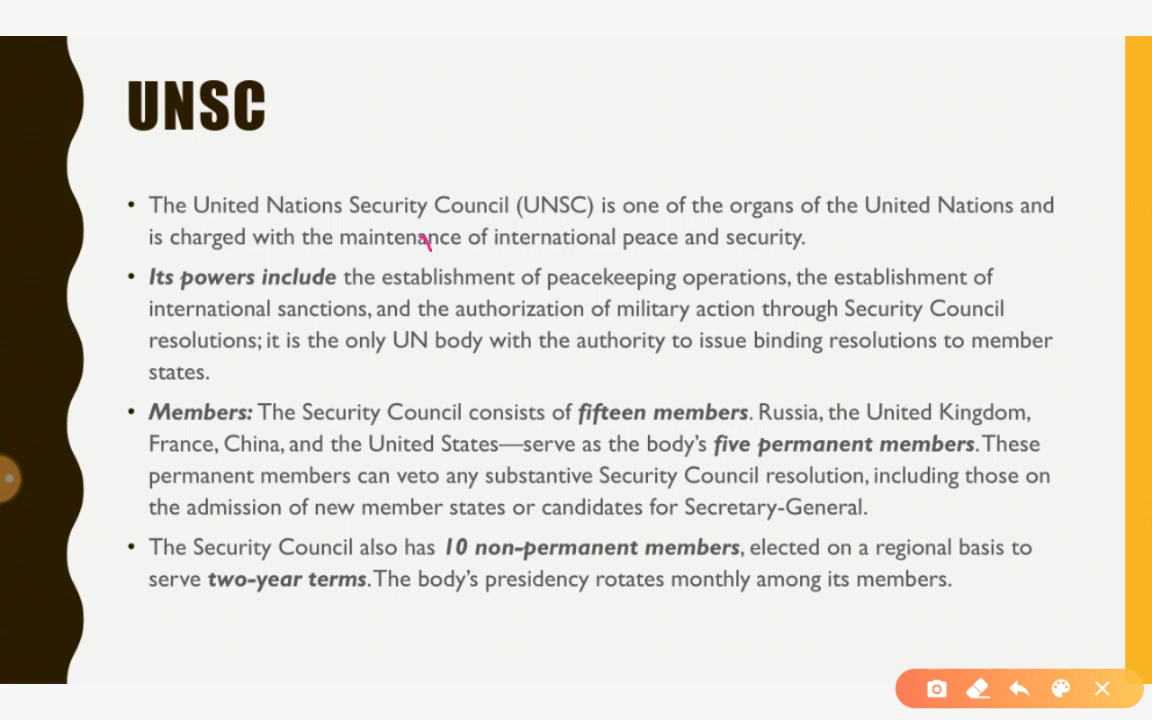 UNSC
• The United Nations Security Council (UNSC) is one of the organs of the United Nations and
is charged with the maintenance of international peace and security.
• Its powers include the establishment of peacekeeping operations, the establishment of
international sanctions, and the authorization of military action through Security Council
resolutions; it is the only UN body with the authority to issue binding resolutions to member
states.
• Members: The Security Council consists of fifteen members. Russia, the United Kingdom,
France, China, and the United States—serve as the body's five permanent members. These
permanent members can veto any substantive Security Council resolution, including those on
the admission of new member states or candidates for Secretary-General.
• The Security Council also has 10 non-permanent members, elected on a regional basis to
serve two-year terms. The body's presidency rotates monthly among its members.